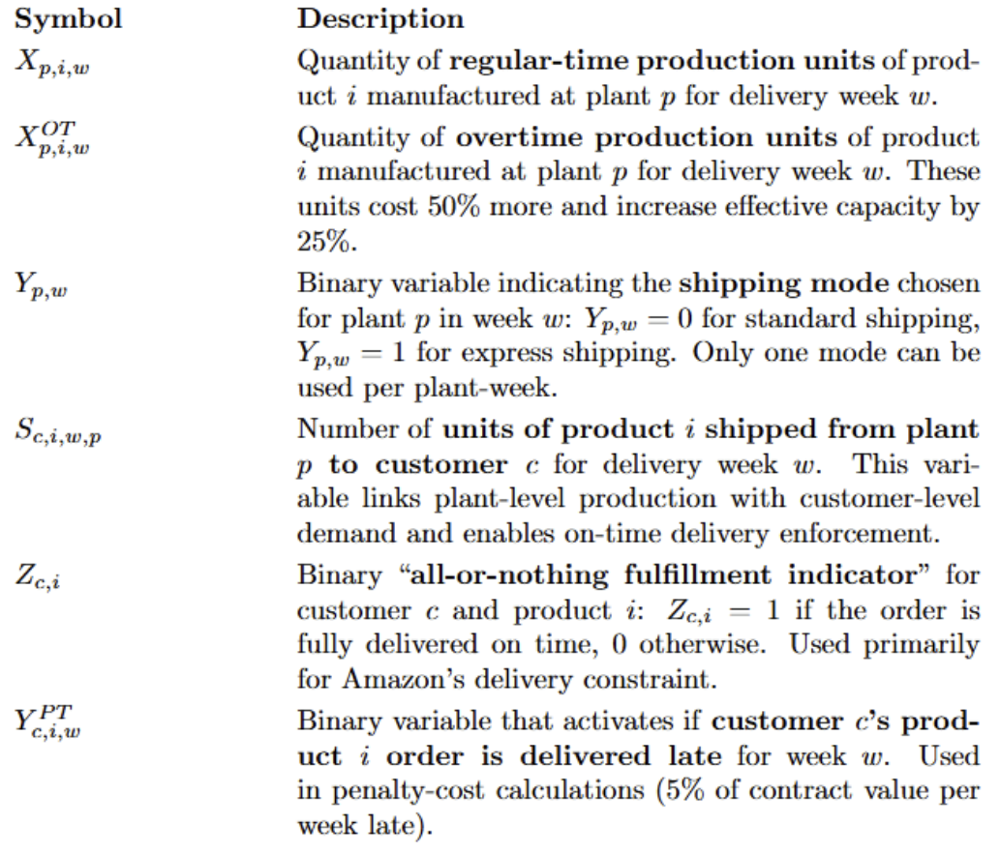 Symbol Description
X_{p,i,w} Quantity of regular-time production units of prod-
uct i manufactured at plant p for delivery week w.
X^{OT}_{p,i,w} Quantity of overtime production units of product
i manufactured at plant p for delivery week w. These
units cost 50% more and increase effective capacity by
25%.
Y_{p,w} Binary variable indicating the shipping mode chosen
for plant p in week w: Y_{p,w} = 0 for standard shipping,
Y_{p,w} = 1 for express shipping. Only one mode can be
used per plant-week.
S_{c,i,w,p} Number of units of product i shipped from plant
p to customer c for delivery week w. This vari-
able links plant-level production with customer-level
demand and enables on-time delivery enforcement.
Z_{c,i} Binary “all-or-nothing fulfillment indicator” for
customer c and product i: Z_{c,i} = 1 if the order is
fully delivered on time, 0 otherwise. Used primarily
for Amazon's delivery constraint.
Y^{PT}_{c,i,w} Binary variable that activates if customer c's prod-
uct i order is delivered late for week w. Used
in penalty-cost calculations (5% of contract value per
week late).